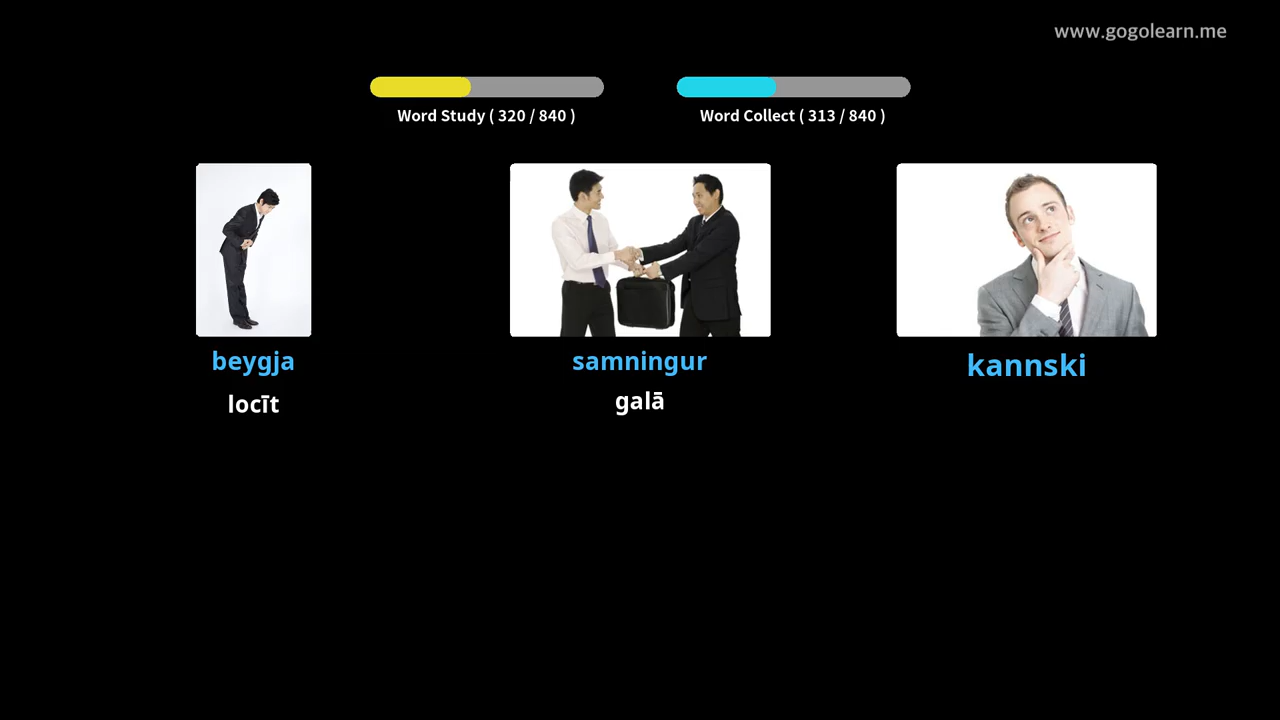 www.gogolearn.me
Word Study ( 320 / 840 )
Word Collect ( 313 / 840 )
beygja
samningur
kannski
locīt
galā